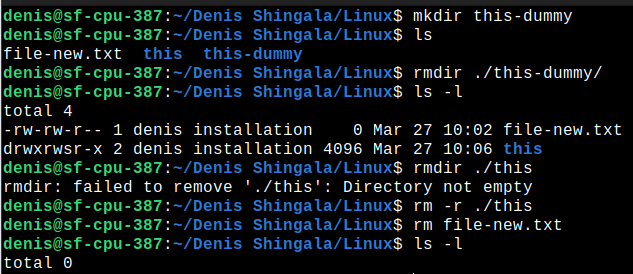 denis@sf-cpu-387:~/Denis Shingala/Linux$ mkdir this-dummy
denis@sf-cpu-387:~/Denis Shingala/Linux$ ls
file-new.txt  this  this-dummy
denis@sf-cpu-387:~/Denis Shingala/Linux$ rmdir ./this-dummy/
denis@sf-cpu-387:~/Denis Shingala/Linux$ ls -l
total 4
-rw-rw-r-- 1 denis installation    0 Mar 27 10:02 file-new.txt
drwxrwsr-x 2 denis installation 4096 Mar 27 10:06 this
denis@sf-cpu-387:~/Denis Shingala/Linux$ rmdir ./this
rmdir: failed to remove './this': Directory not empty
denis@sf-cpu-387:~/Denis Shingala/Linux$ rm -r ./this
denis@sf-cpu-387:~/Denis Shingala/Linux$ rm file-new.txt
denis@sf-cpu-387:~/Denis Shingala/Linux$ ls -l
total 0